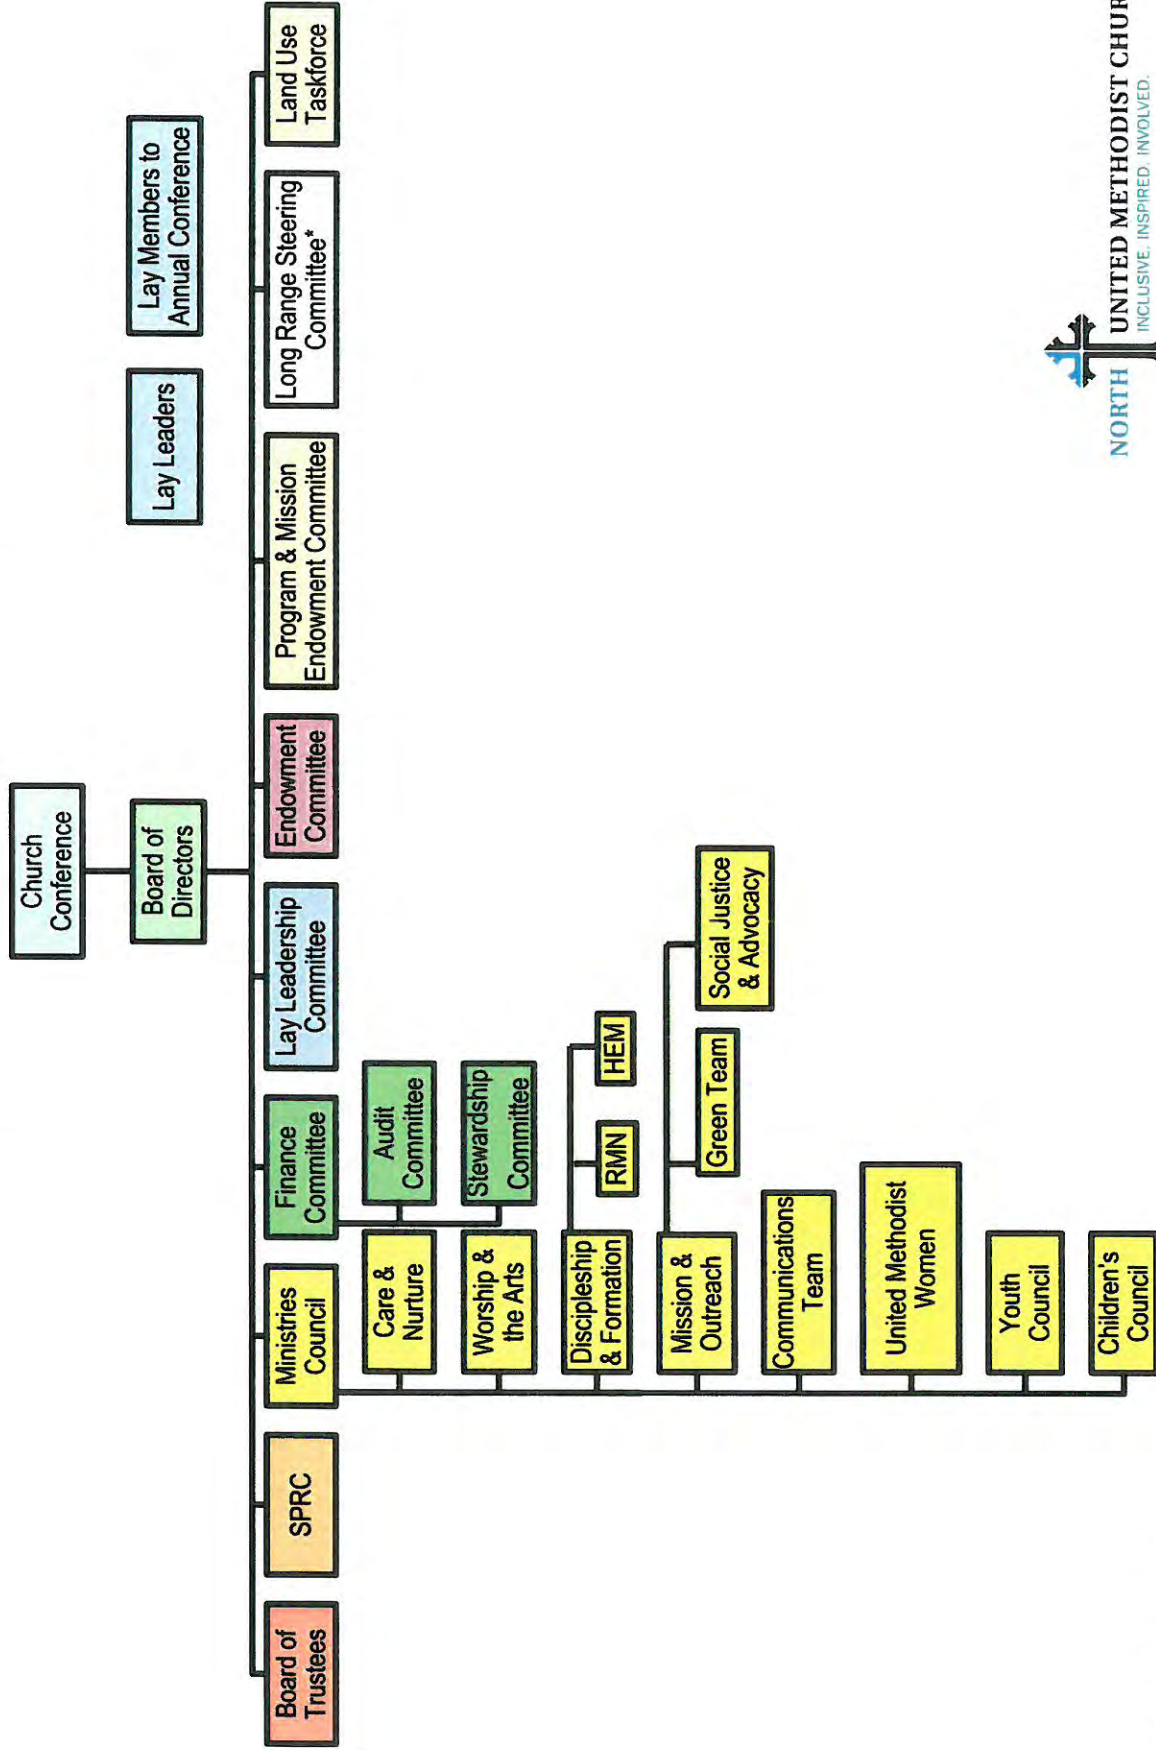 Church
Conference
Board of
Directors
Lay Leaders
Lay Members to
Annual Conference
Board of
Trustees
SPRC
Ministries
Council
Finance
Committee
Lay Leadership
Committee
Endowment
Committee
Program & Mission
Endowment Committee
Long Range Steering
Committee*
Land Use
Taskforce
Care &
Nurture
Audit
Committee
Worship &
the Arts
Stewardship
Committee
Discipleship
& Formation
RMN
HEM
Mission &
Outreach
Green Team
Social Justice
& Advocacy
Communications
Team
United Methodist
Women
Youth
Council
Children's
Council
NORTH UNITED METHODIST CHUR
INCLUSIVE. INSPIRED. INVOLVED.